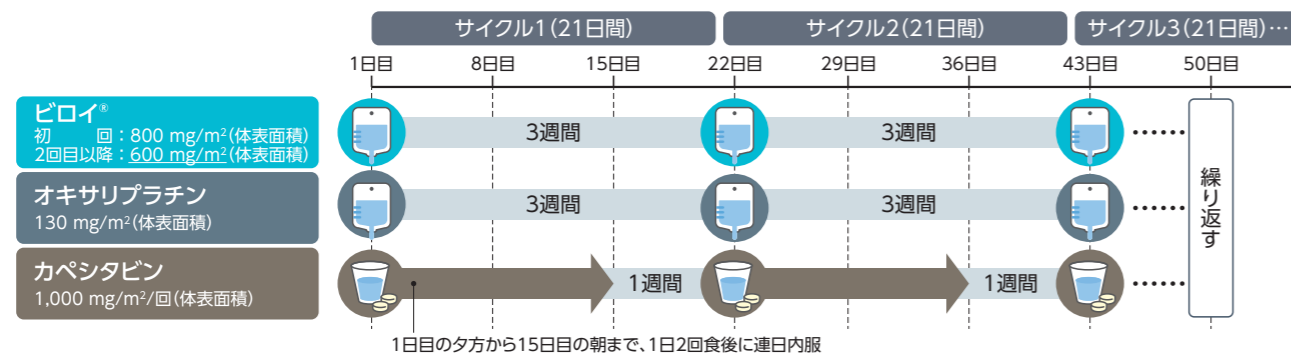 サイクル1(21日間)
サイクル2(21日間)
サイクル3(21日間)…
1日目
8日目
15日目
22日目
29日目
36日目
43日目
50日目
ビロイ®
初 回:800 mg/m²(体表面積)
2回目以降:600 mg/m²(体表面積)
3週間
3週間
……
オキサリプラチン
130 mg/m²(体表面積)
3週間
3週間
……
カペシタビン
1,000 mg/m²/回(体表面積)
1週間
1週間
……
繰り返す
1日目の夕方から15日目の朝まで、1日2回食後に連日内服